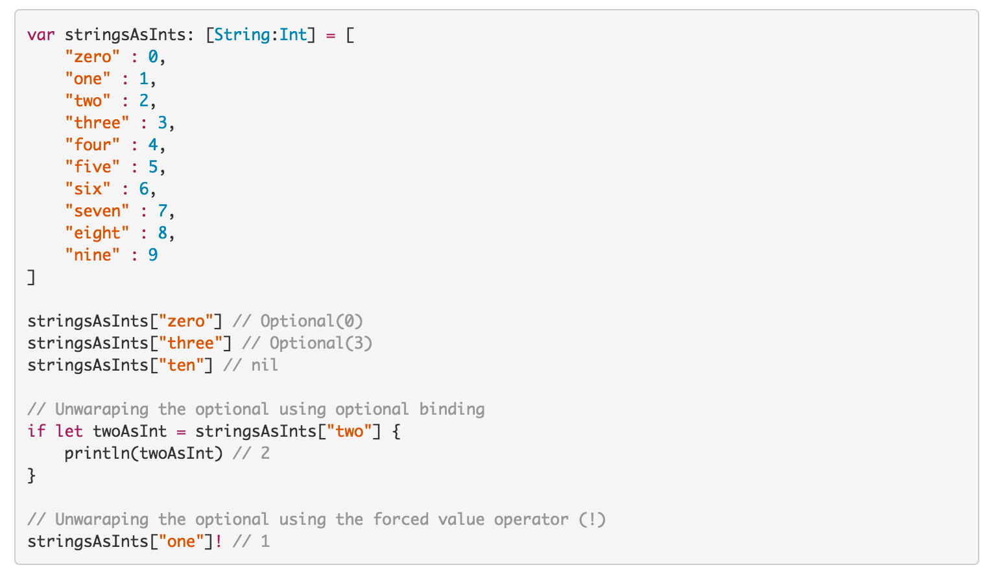 var stringsAsInts: [String:Int] = [
    "zero" : 0,
    "one" : 1,
    "two" : 2,
    "three" : 3,
    "four" : 4,
    "five" : 5,
    "six" : 6,
    "seven" : 7,
    "eight" : 8,
    "nine" : 9
]
stringsAsInts["zero"] // Optional(0)
stringsAsInts["three"] // Optional(3)
stringsAsInts["ten"] // nil
// Unwaraping the optional using optional binding
if let twoAsInt = stringsAsInts["two"] {
    println(twoAsInt) // 2
}
// Unwaraping the optional using the forced value operator (!)
stringsAsInts["one"]! // 1